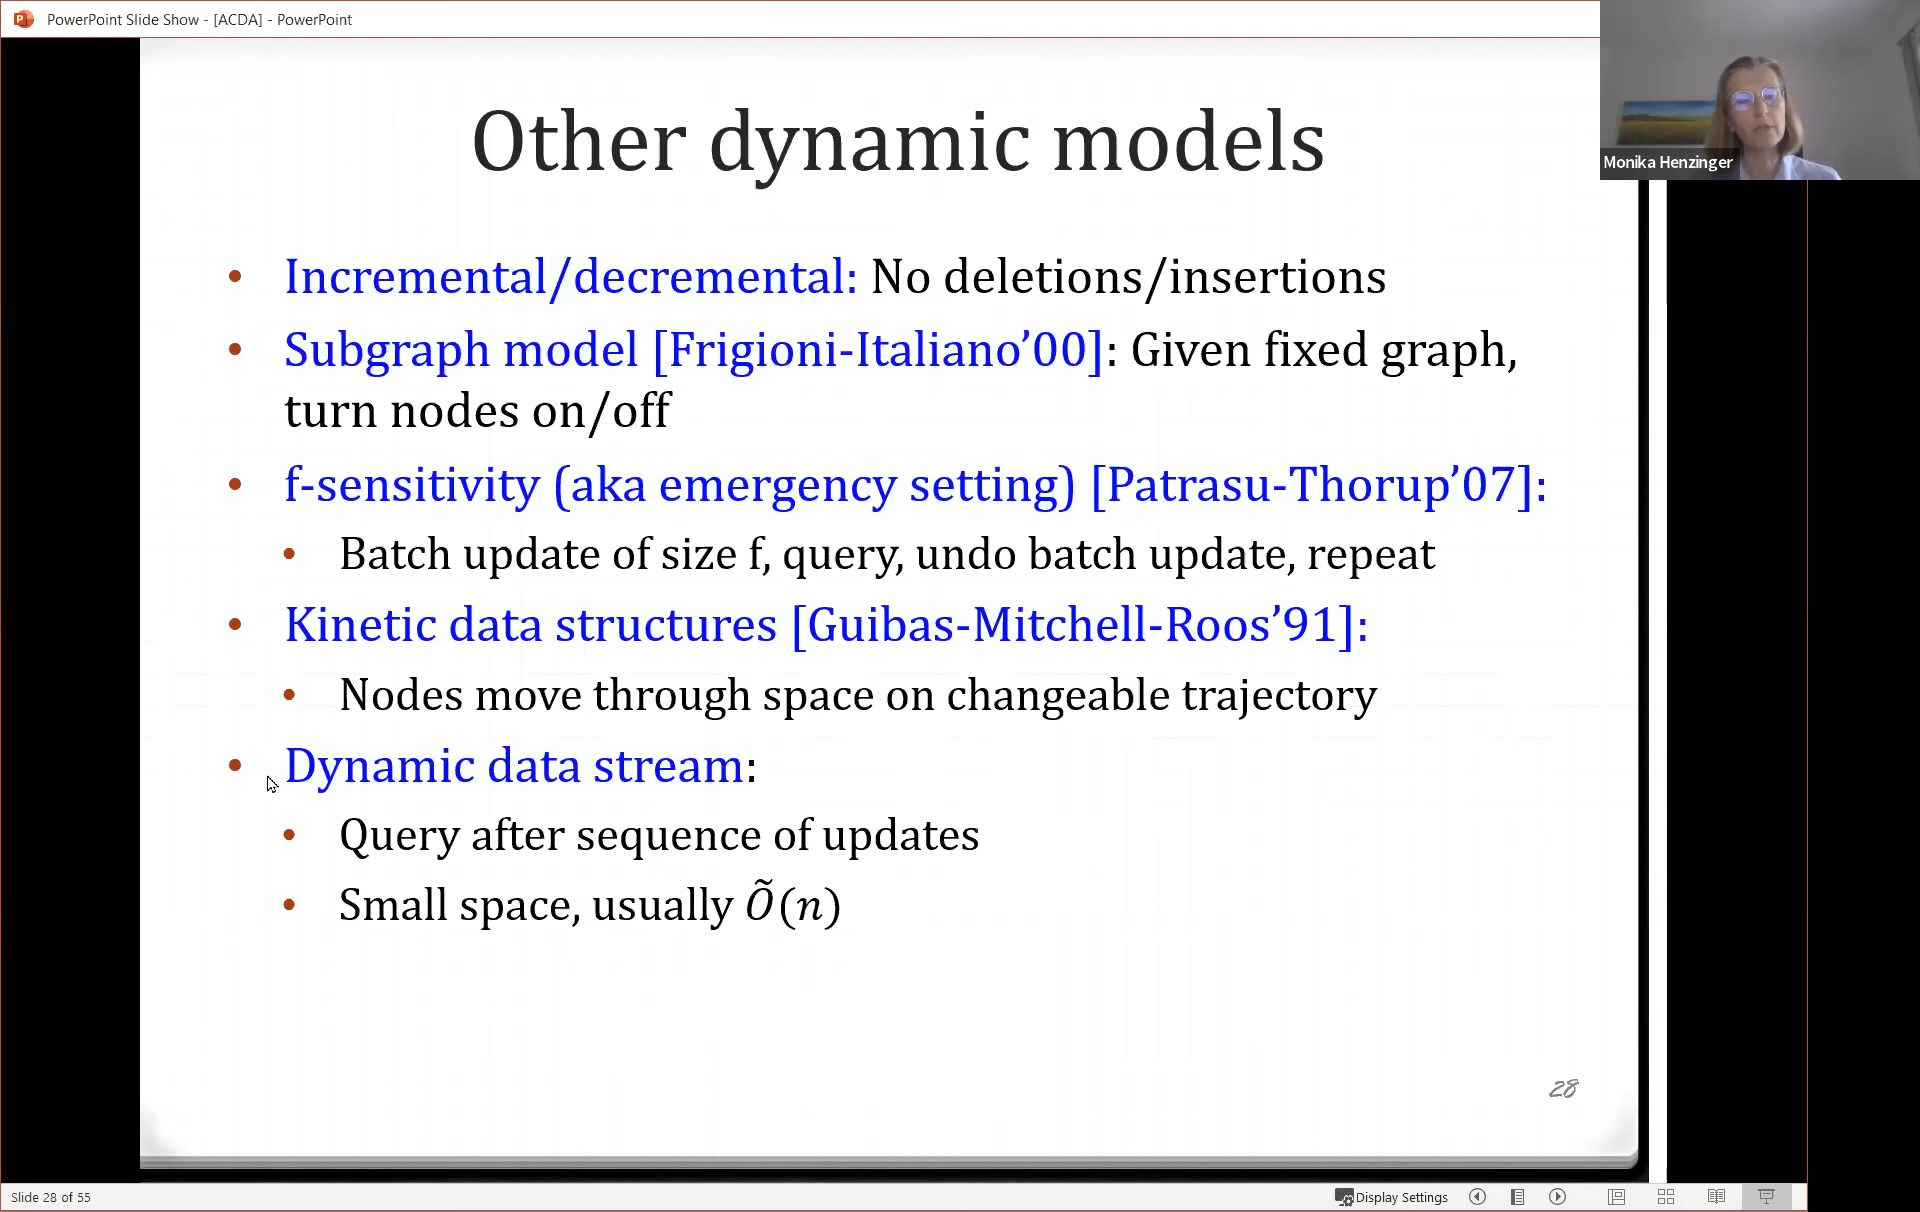 PowerPoint Slide Show - [ACDA] - PowerPoint
Monika Henzinger
Other dynamic models
• Incremental/decremental: No deletions/insertions
• Subgraph model [Frigioni-Italiano’00]: Given fixed graph,
turn nodes on/off
• f-sensitivity (aka emergency setting) [Patrasu-Thorup’07]:
• Batch update of size f, query, undo batch update, repeat
• Kinetic data structures [Guibas-Mitchell-Roos’91]:
• Nodes move through space on changeable trajectory
• Dynamic data stream:
• Query after sequence of updates
• Small space, usually Õ(n)
28
Slide 28 of 55
Display Settings